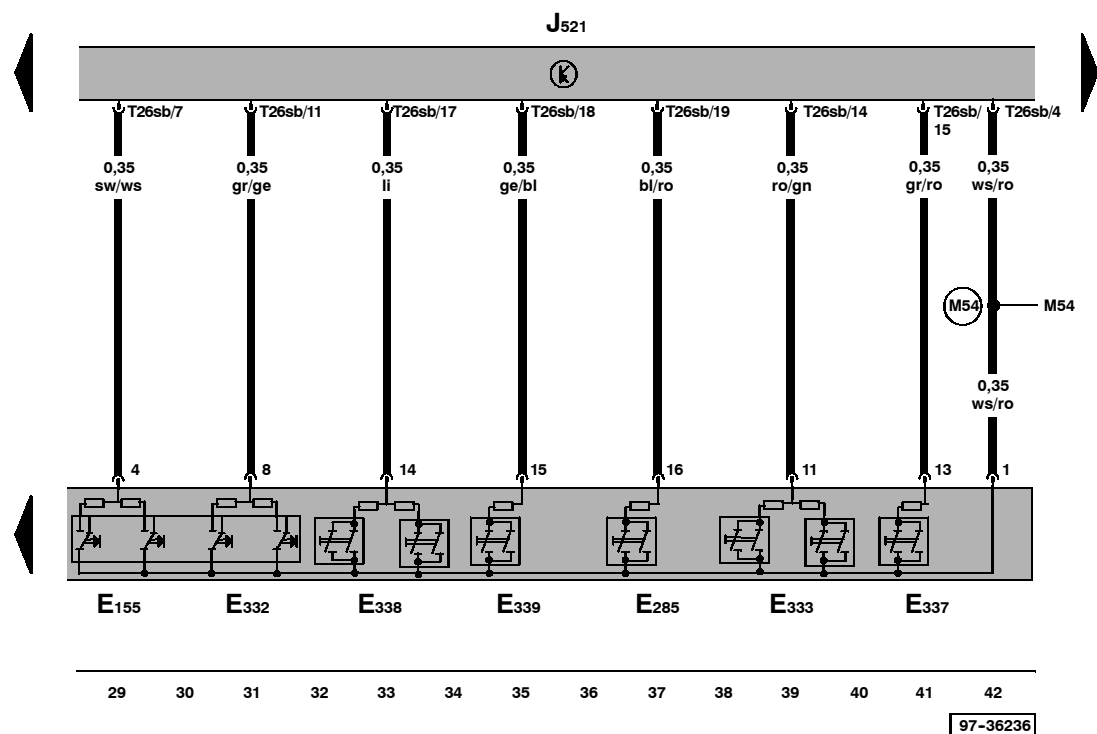 J521
T26sb/7 T26sb/11 T26sb/17 T26sb/18 T26sb/19 T26sb/14 T26sb/ T26sb/4
15
0,35 0,35 0,35 0,35 0,35 0,35 0,35 0,35
sw/ws gr/ge li ge/bl bl/ro ro/gn gr/ro ws/ro
M54 M54
0,35
ws/ro
4 8 14 15 16 11 13 1
E155 E332 E338 E339 E285 E333 E337
29 30 31 32 33 34 35 36 37 38 39 40 41 42
97-36236